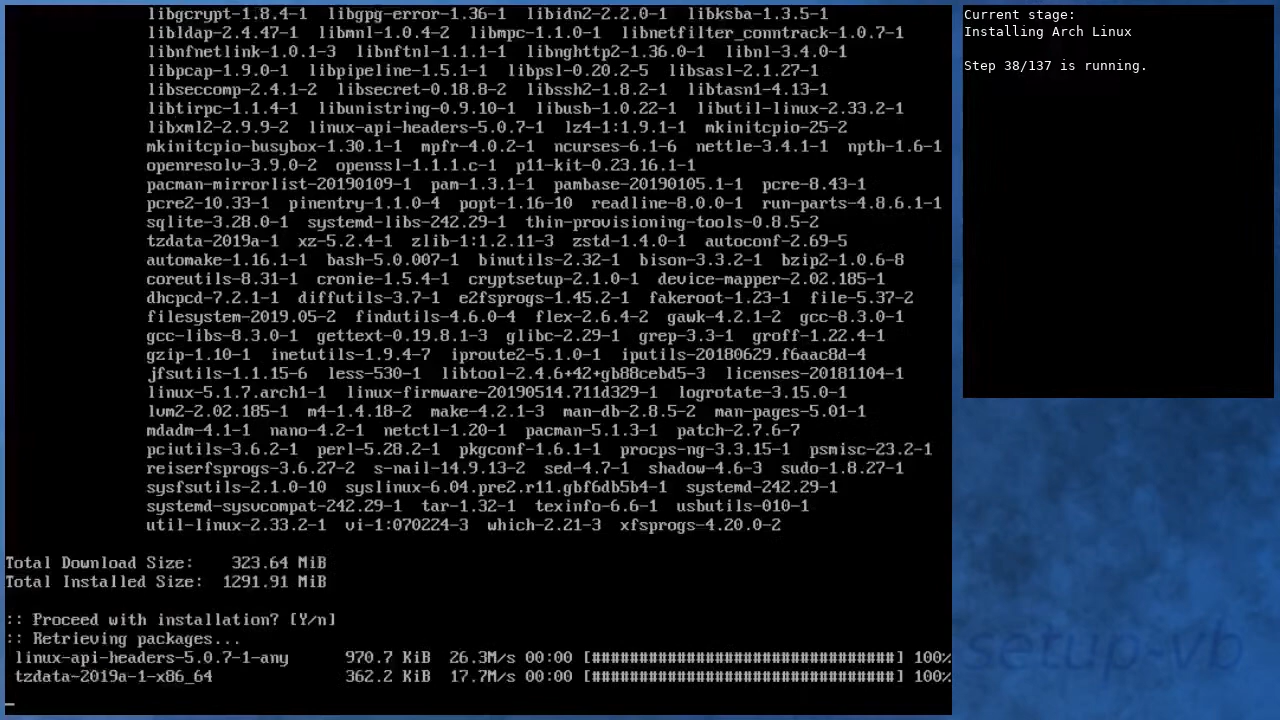 libgcrypt-1.8.4-1  libgpg-error-1.36-1  libidn2-2.2.0-1  libksba-1.3.5-1
libldap-2.4.47-1  libmnl-1.0.4-2  libmpc-1.1.0-1  libnetfilter_conntrack-1.0.7-1
libnfnetlink-1.0.1-3  libnftnl-1.1.1-1  libnghttp2-1.36.0-1  libnl-3.4.0-1
libpcap-1.9.0-1  libpipeline-1.5.1-1  libpsl-0.20.2-5  libsasl-2.1.27-1
libseccomp-2.4.1-2  libsecret-0.18.8-2  libssh2-1.8.2-1  libtasn1-4.13-1
libtirpc-1.1.4-1  libunistring-0.9.10-1  libusb-1.0.22-1  libutil-linux-2.33.2-1
libxml2-2.9.9-2  linux-api-headers-5.0.7-1  lz4-1:1.9.1-1  mkinitcpio-25-2
mkinitcpio-busybox-1.30.1-1  mpfr-4.0.2-1  ncurses-6.1-6  nettle-3.4.1-1  npth-1.6-1
openresolv-3.9.0-2  openssl-1.1.1.c-1  p11-kit-0.23.16.1-1
pacman-mirrorlist-20190109-1  pam-1.3.1-1  pambase-20190105.1-1  pcre-8.43-1
pcre2-10.33-1  pinentry-1.1.0-4  popt-1.16-10  readline-8.0.0-1  run-parts-4.8.6.1-1
sqlite-3.28.0-1  systemd-libs-242.29-1  thin-provisioning-tools-0.8.5-2
tzdata-2019a-1  xz-5.2.4-1  zlib-1:1.2.11-3  zstd-1.4.0-1  autoconf-2.69-5
automake-1.16.1-1  bash-5.0.007-1  binutils-2.32-1  bison-3.3.2-1  bzip2-1.0.6-8
coreutils-8.31-1  cronie-1.5.4-1  cryptsetup-2.1.0-1  device-mapper-2.02.185-1
dhcpcd-7.2.1-1  diffutils-3.7-1  e2fsprogs-1.45.2-1  fakeroot-1.23-1  file-5.37-2
filesystem-2019.05-2  findutils-4.6.0-4  flex-2.6.4-2  gawk-4.2.1-2  gcc-8.3.0-1
gcc-libs-8.3.0-1  gettext-0.19.8.1-3  glibc-2.29-1  grep-3.3-1  groff-1.22.4-1
gzip-1.10-1  inetutils-1.9.4-7  iproute2-5.1.0-1  iputils-20180629.f6aac8d-4
jfsutils-1.1.15-6  less-530-1  libtool-2.4.6+42+gb88cebd5-3  licenses-20181104-1
linux-5.1.7.arch1-1  linux-firmware-20190514.711d329-1  logrotate-3.15.0-1
lvm2-2.02.185-1  m4-1.4.18-2  make-4.2.1-3  man-db-2.8.5-2  man-pages-5.01-1
mdadm-4.1-1  nano-4.2-1  netctl-1.20-1  pacman-5.1.3-1  patch-2.7.6-7
pciutils-3.6.2-1  perl-5.28.2-1  pkgconf-1.6.1-1  procps-ng-3.3.15-1  psmisc-23.2-1
reiserfsprogs-3.6.27-2  s-nail-14.9.13-2  sed-4.7-1  shadow-4.6-3  sudo-1.8.27-1
sysfsutils-2.1.0-10  syslinux-6.04.pre2.r11.gbf6db5b4-1  systemd-242.29-1
systemd-sysvcompat-242.29-1  tar-1.32-1  texinfo-6.6-1  usbutils-010-1
util-linux-2.33.2-1  vi-1:070224-3  which-2.21-3  xfsprogs-4.20.0-2
Total Download Size:    323.64 MiB
Total Installed Size:  1291.91 MiB
:: Proceed with installation? [Y/n]
:: Retrieving packages...
linux-api-headers-5.0.7-1-any      970.7 KiB  26.3M/s 00:00 [################################] 100%
tzdata-2019a-1-x86_64              362.2 KiB  17.7M/s 00:00 [################################] 100%
_
Current stage:
Installing Arch Linux
Step 38/137 is running.
setup-vb